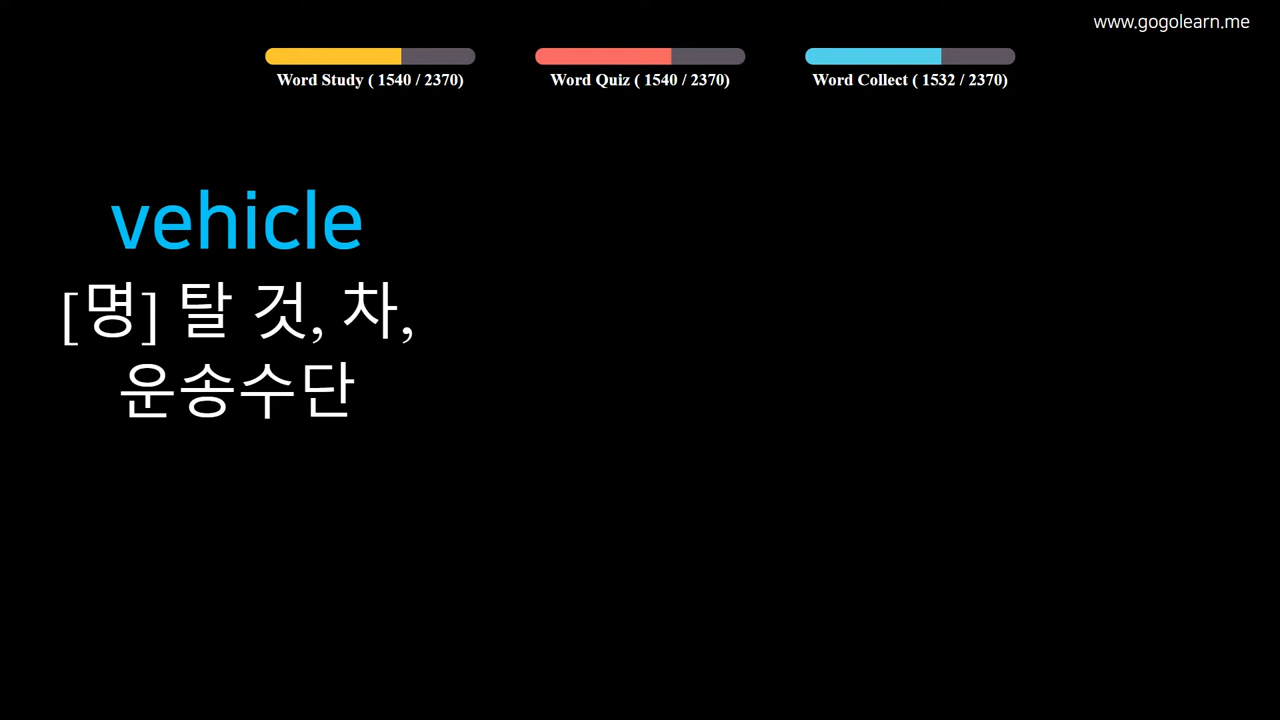 www.gogolearn.me
Word Study ( 1540 / 2370)
Word Quiz ( 1540 / 2370)
Word Collect ( 1532 / 2370)
vehicle
[명] 탈 것, 차,
운송수단